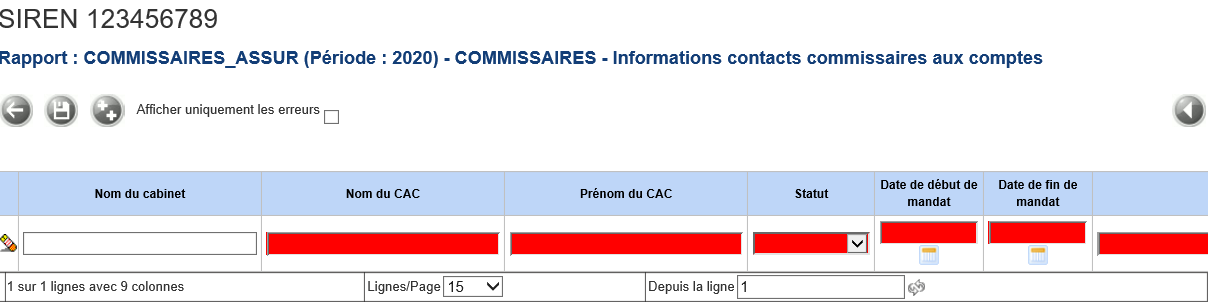 SIREN 123456789
Rapport : COMMISSAIRES_ASSUR (Période : 2020) - COMMISSAIRES - Informations contacts commissaires aux comptes
Afficher uniquement les erreurs
Nom du cabinet
Nom du CAC
Prénom du CAC
Statut
Date de début de
mandat
Date de fin de
mandat
1 sur 1 lignes avec 9 colonnes
Lignes/Page 15
Depuis la ligne 1